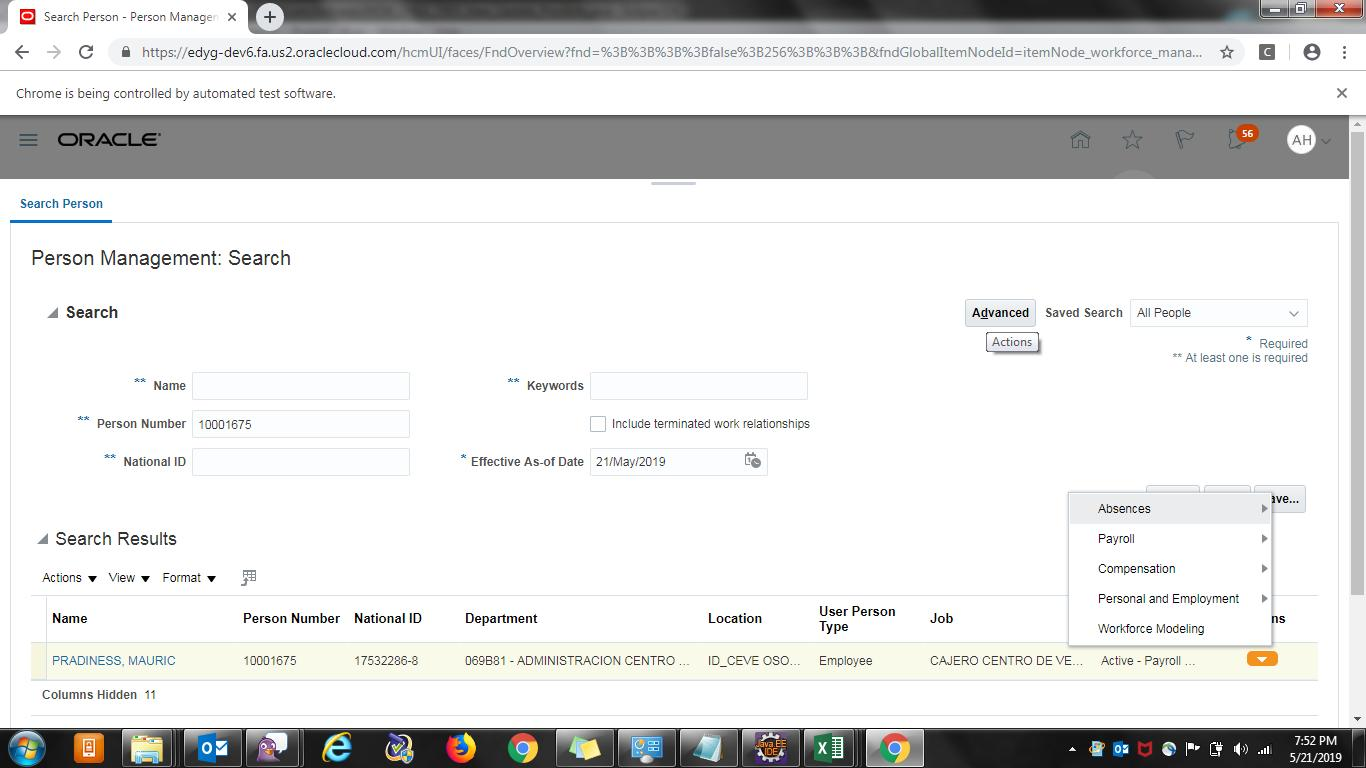 Search Person - Person Managem
https://edyg-dev6.fa.us2.oraclecloud.com/hcmUI/faces/FndOverview?fnd=%3B%3B%3B%3Bfalse%3B256%3B%3B%3B&fndGlobalItemNodeId=itemNode_workforce_mana...
C
Chrome is being controlled by automated test software.
ORACLE
56
AH
Search Person
Person Management: Search
Search
Advanced
Saved Search
All People
Actions
* Required
** At least one is required
** Name
** Keywords
** Person Number
10001675
Include terminated work relationships
** National ID
* Effective As-of Date
21/May/2019
ave...
Absences
Payroll
Compensation
Personal and Employment
Workforce Modeling
Search Results
Actions
View
Format
Name
Person Number
National ID
Department
Location
User Person
Type
Job
ns
PRADINESS, MAURIC
10001675
17532286-8
069B81 - ADMINISTRACION CENTRO ...
ID_CEVE OSO...
Employee
CAJERO CENTRO DE VE...
Active - Payroll ...
Columns Hidden 11
Java EE
IDE
7:52 PM
5/21/2019